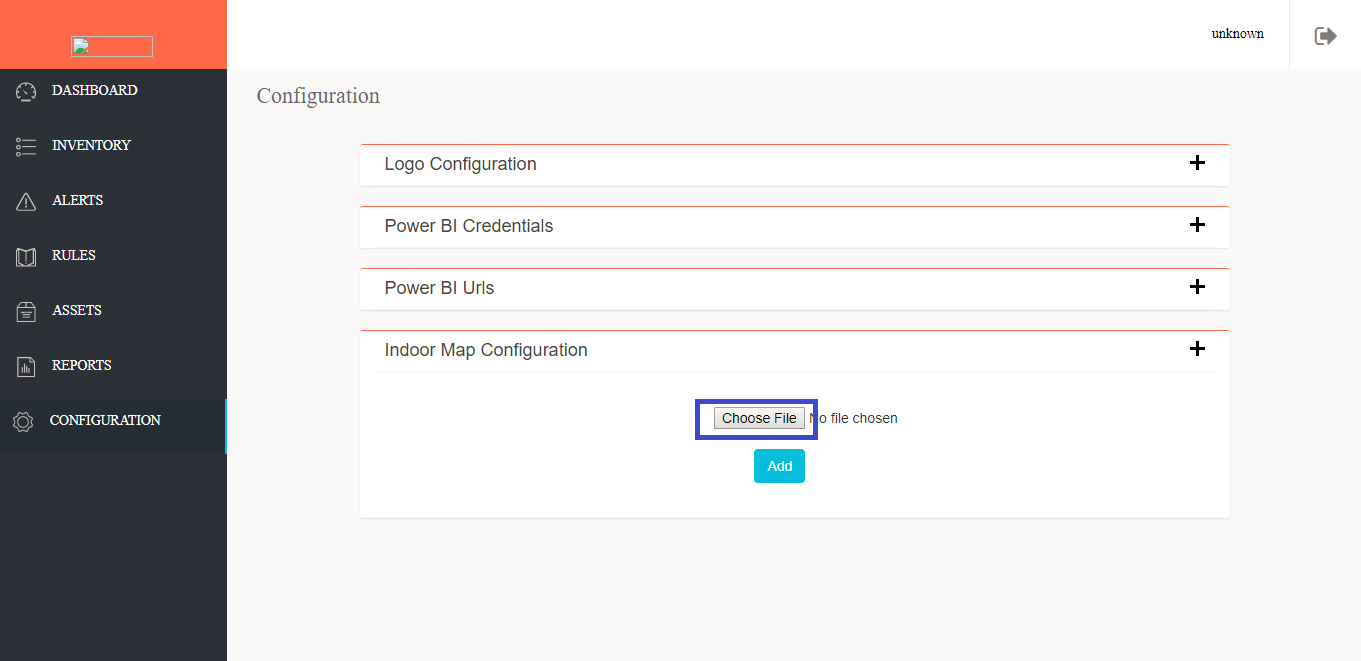 unknown
DASHBOARD
INVENTORY
ALERTS
RULES
ASSETS
REPORTS
CONFIGURATION
Configuration
Logo Configuration
Power BI Credentials
Power BI Urls
Indoor Map Configuration
Choose File No file chosen
Add